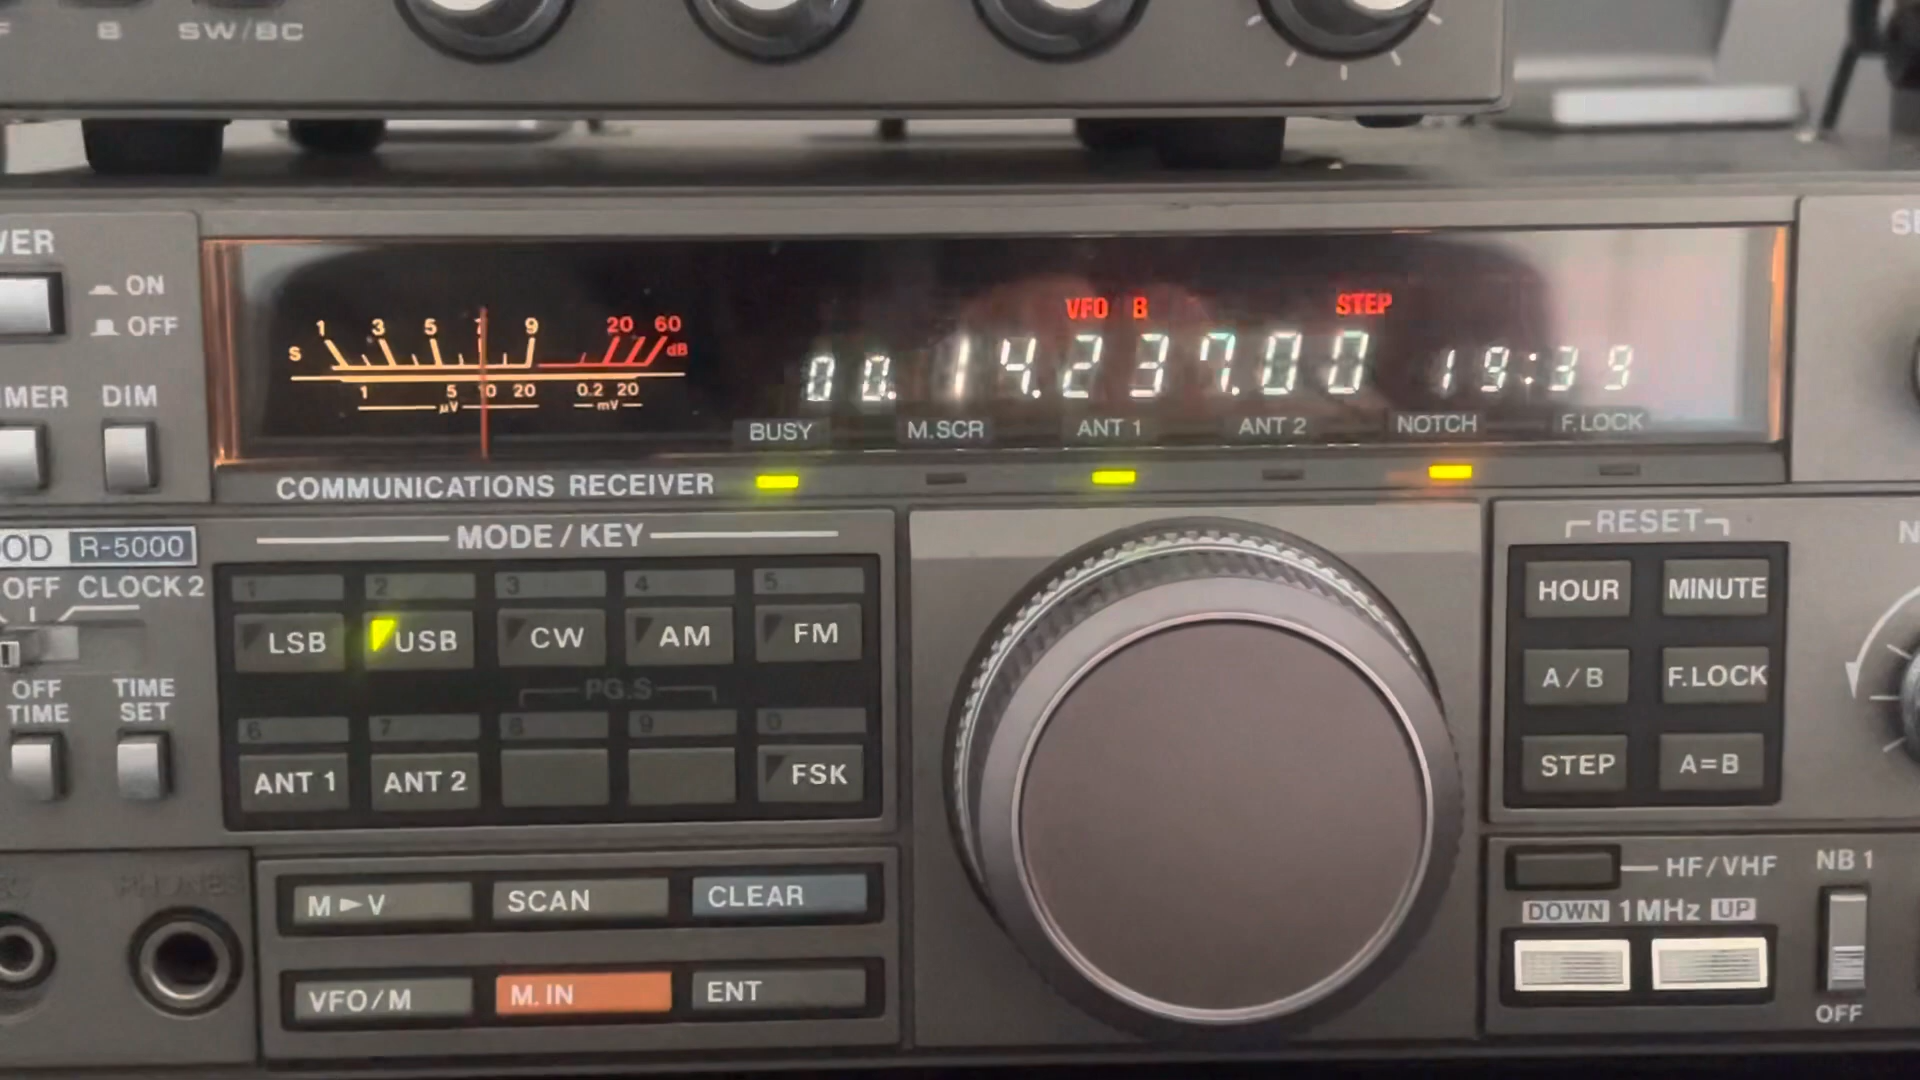 B SW/BC
ON
OFF
DIM
S 1 3 5 7 9 20 60 dB
1 5 10 20 0.2 20
μV mV
VFO B STEP
00. 14.237.00 19:39
BUSY M.SCR ANT 1 ANT 2 NOTCH F.LOCK
COMMUNICATIONS RECEIVER
R-5000
OFF CLOCK 2
OFF TIME
TIME SET
MODE/KEY
1 2 3 4 5
LSB USB CW AM FM
PG.S
6 7 8 9 0
ANT 1 ANT 2 FSK
PHONES
M►V SCAN CLEAR
VFO/M M.IN ENT
RESET
HOUR MINUTE
A/B F.LOCK
STEP A=B
HF/VHF
DOWN 1MHz UP
NB 1
OFF